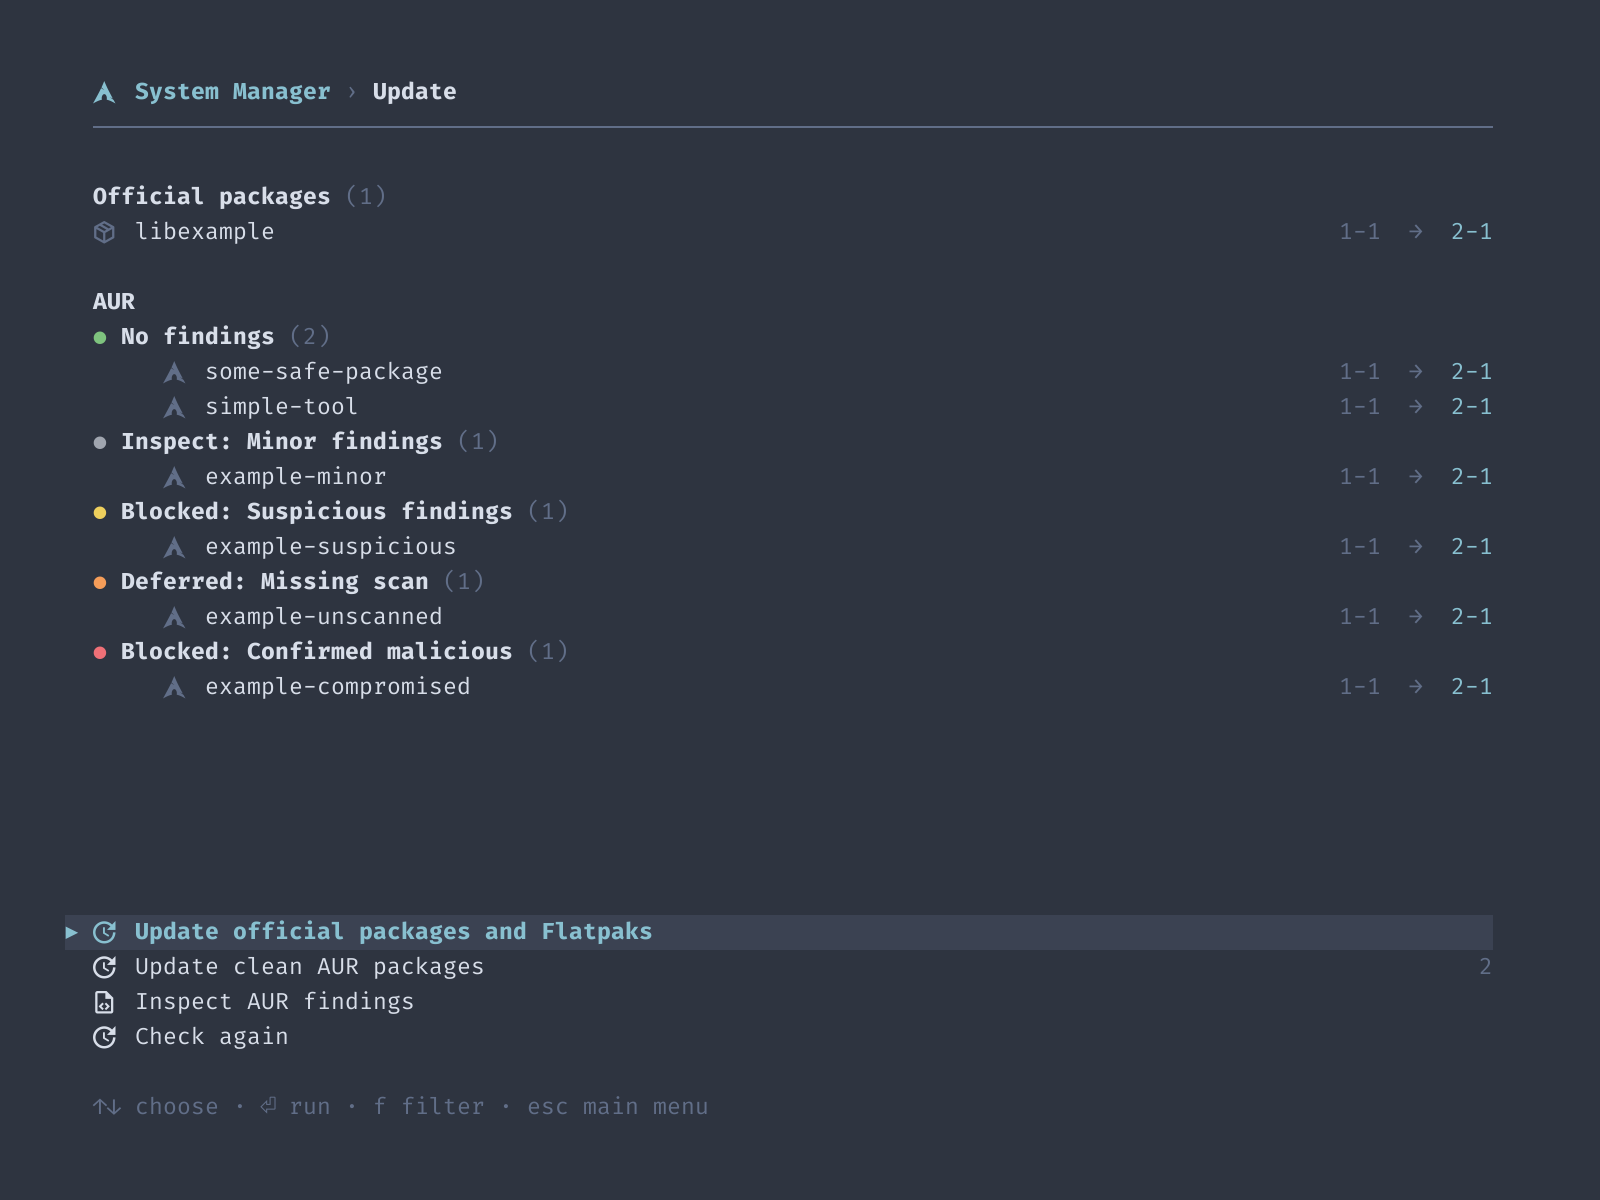 System Manager › Update
Official packages (1)
libexample 1-1 → 2-1
AUR
● No findings (2)
some-safe-package 1-1 → 2-1
simple-tool 1-1 → 2-1
● Inspect: Minor findings (1)
example-minor 1-1 → 2-1
● Blocked: Suspicious findings (1)
example-suspicious 1-1 → 2-1
● Deferred: Missing scan (1)
example-unscanned 1-1 → 2-1
● Blocked: Confirmed malicious (1)
example-compromised 1-1 → 2-1
▶ Update official packages and Flatpaks
Update clean AUR packages 2
Inspect AUR findings
Check again
↑↓ choose · ⏎ run · f filter · esc main menu